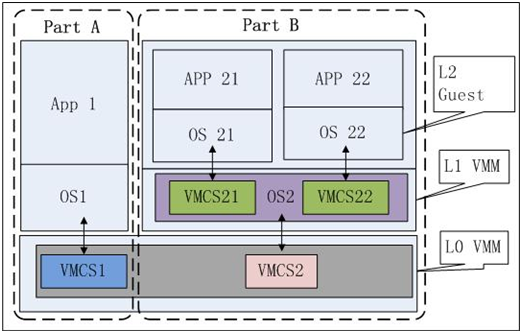 Part A
Part B
App 1
OS1
APP 21
APP 22
OS 21
OS 22
L2
Guest
VMCS21
OS2
VMCS22
L1 VMM
VMCS1
VMCS2
L0 VMM